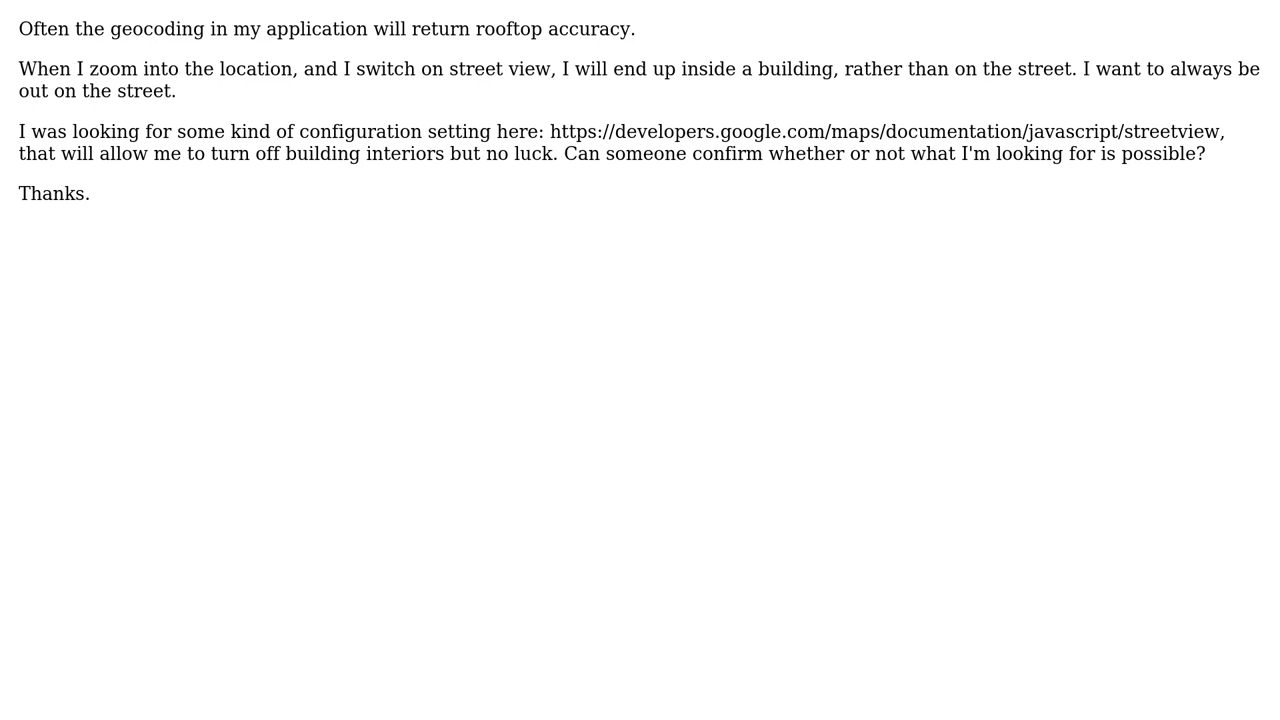 Often the geocoding in my application will return rooftop accuracy.
When I zoom into the location, and I switch on street view, I will end up inside a building, rather than on the street. I want to always be
out on the street.
I was looking for some kind of configuration setting here: https://developers.google.com/maps/documentation/javascript/streetview,
that will allow me to turn off building interiors but no luck. Can someone confirm whether or not what I'm looking for is possible?
Thanks.